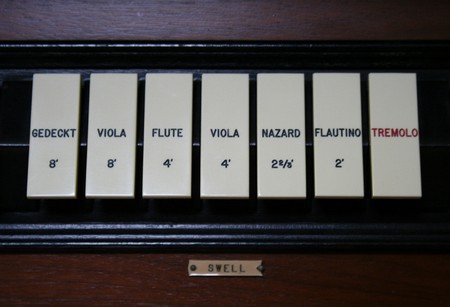 GEDECKT
8'
VIOLA
8'
FLUTE
4'
VIOLA
4'
NAZARD
2⅔'
FLAUTINO
2'
TREMOLO
SWELL